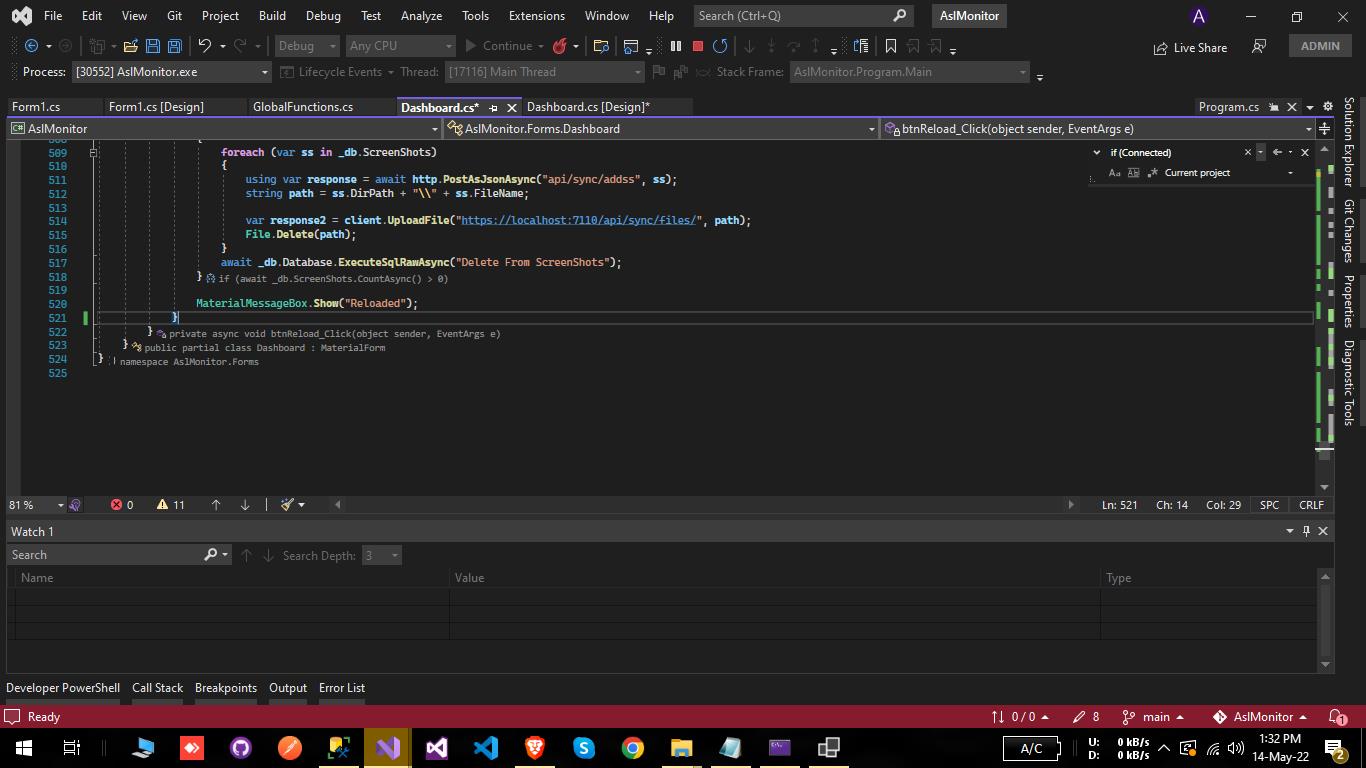 File Edit View Git Project Build Debug Test Analyze Tools Extensions Window Help Search (Ctrl+Q) AslMonitor A
Debug Any CPU Continue Live Share ADMIN
Process: [30552] AslMonitor.exe Lifecycle Events Thread: [17116] Main Thread Stack Frame: AslMonitor.Program.Main
Form1.cs Form1.cs [Design] GlobalFunctions.cs Dashboard.cs* Dashboard.cs [Design]* Program.cs
C# AslMonitor AslMonitor.Forms.Dashboard btnReload_Click(object sender, EventArgs e)
if (Connected)
Aa Current project
508 {
509 foreach (var ss in _db.ScreenShots)
510 {
511 using var response = await http.PostAsJsonAsync("api/sync/addss", ss);
512 string path = ss.DirPath + "\\" + ss.FileName;
513
514 var response2 = client.UploadFile("https://localhost:7110/api/sync/files/", path);
515 File.Delete(path);
516 }
517 await _db.Database.ExecuteSqlRawAsync("Delete From ScreenShots");
518 } if (await _db.ScreenShots.CountAsync() > 0)
519
520 MaterialMessageBox.Show("Reloaded");
521 }
522 } private async void btnReload_Click(object sender, EventArgs e)
523 } public partial class Dashboard : MaterialForm
524 } namespace AslMonitor.Forms
525
Solution Explorer
Git Changes
Properties
Diagnostic Tools
81 % 0 11 Ln: 521 Ch: 14 Col: 29 SPC CRLF
Watch 1
Search Search Depth: 3
Name Value Type
Developer PowerShell Call Stack Breakpoints Output Error List
Ready 0 / 0 8 main AslMonitor 1
A/C U: 0 kB/s D: 0 kB/s 1:32 PM 14-May-22 2